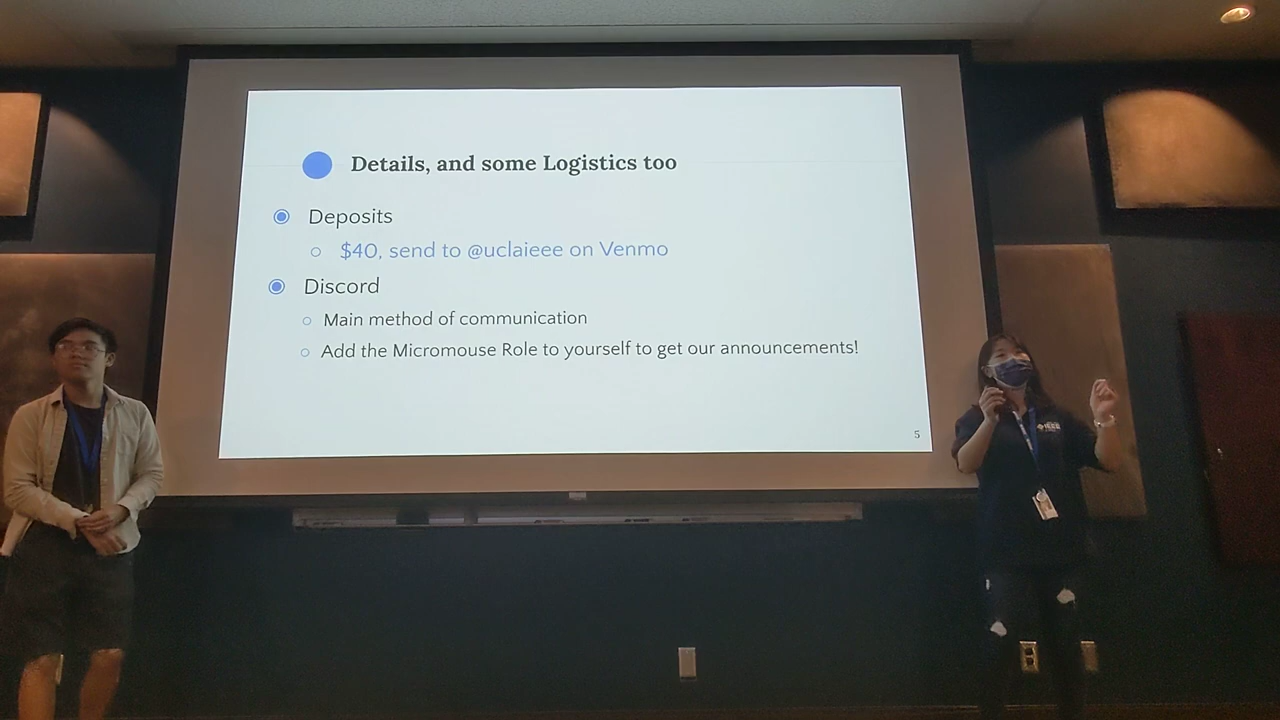 Details, and some Logistics too
Deposits
$40, send to @uclaieee on Venmo
Discord
Main method of communication
Add the Micromouse Role to yourself to get our announcements!
5
IEEE